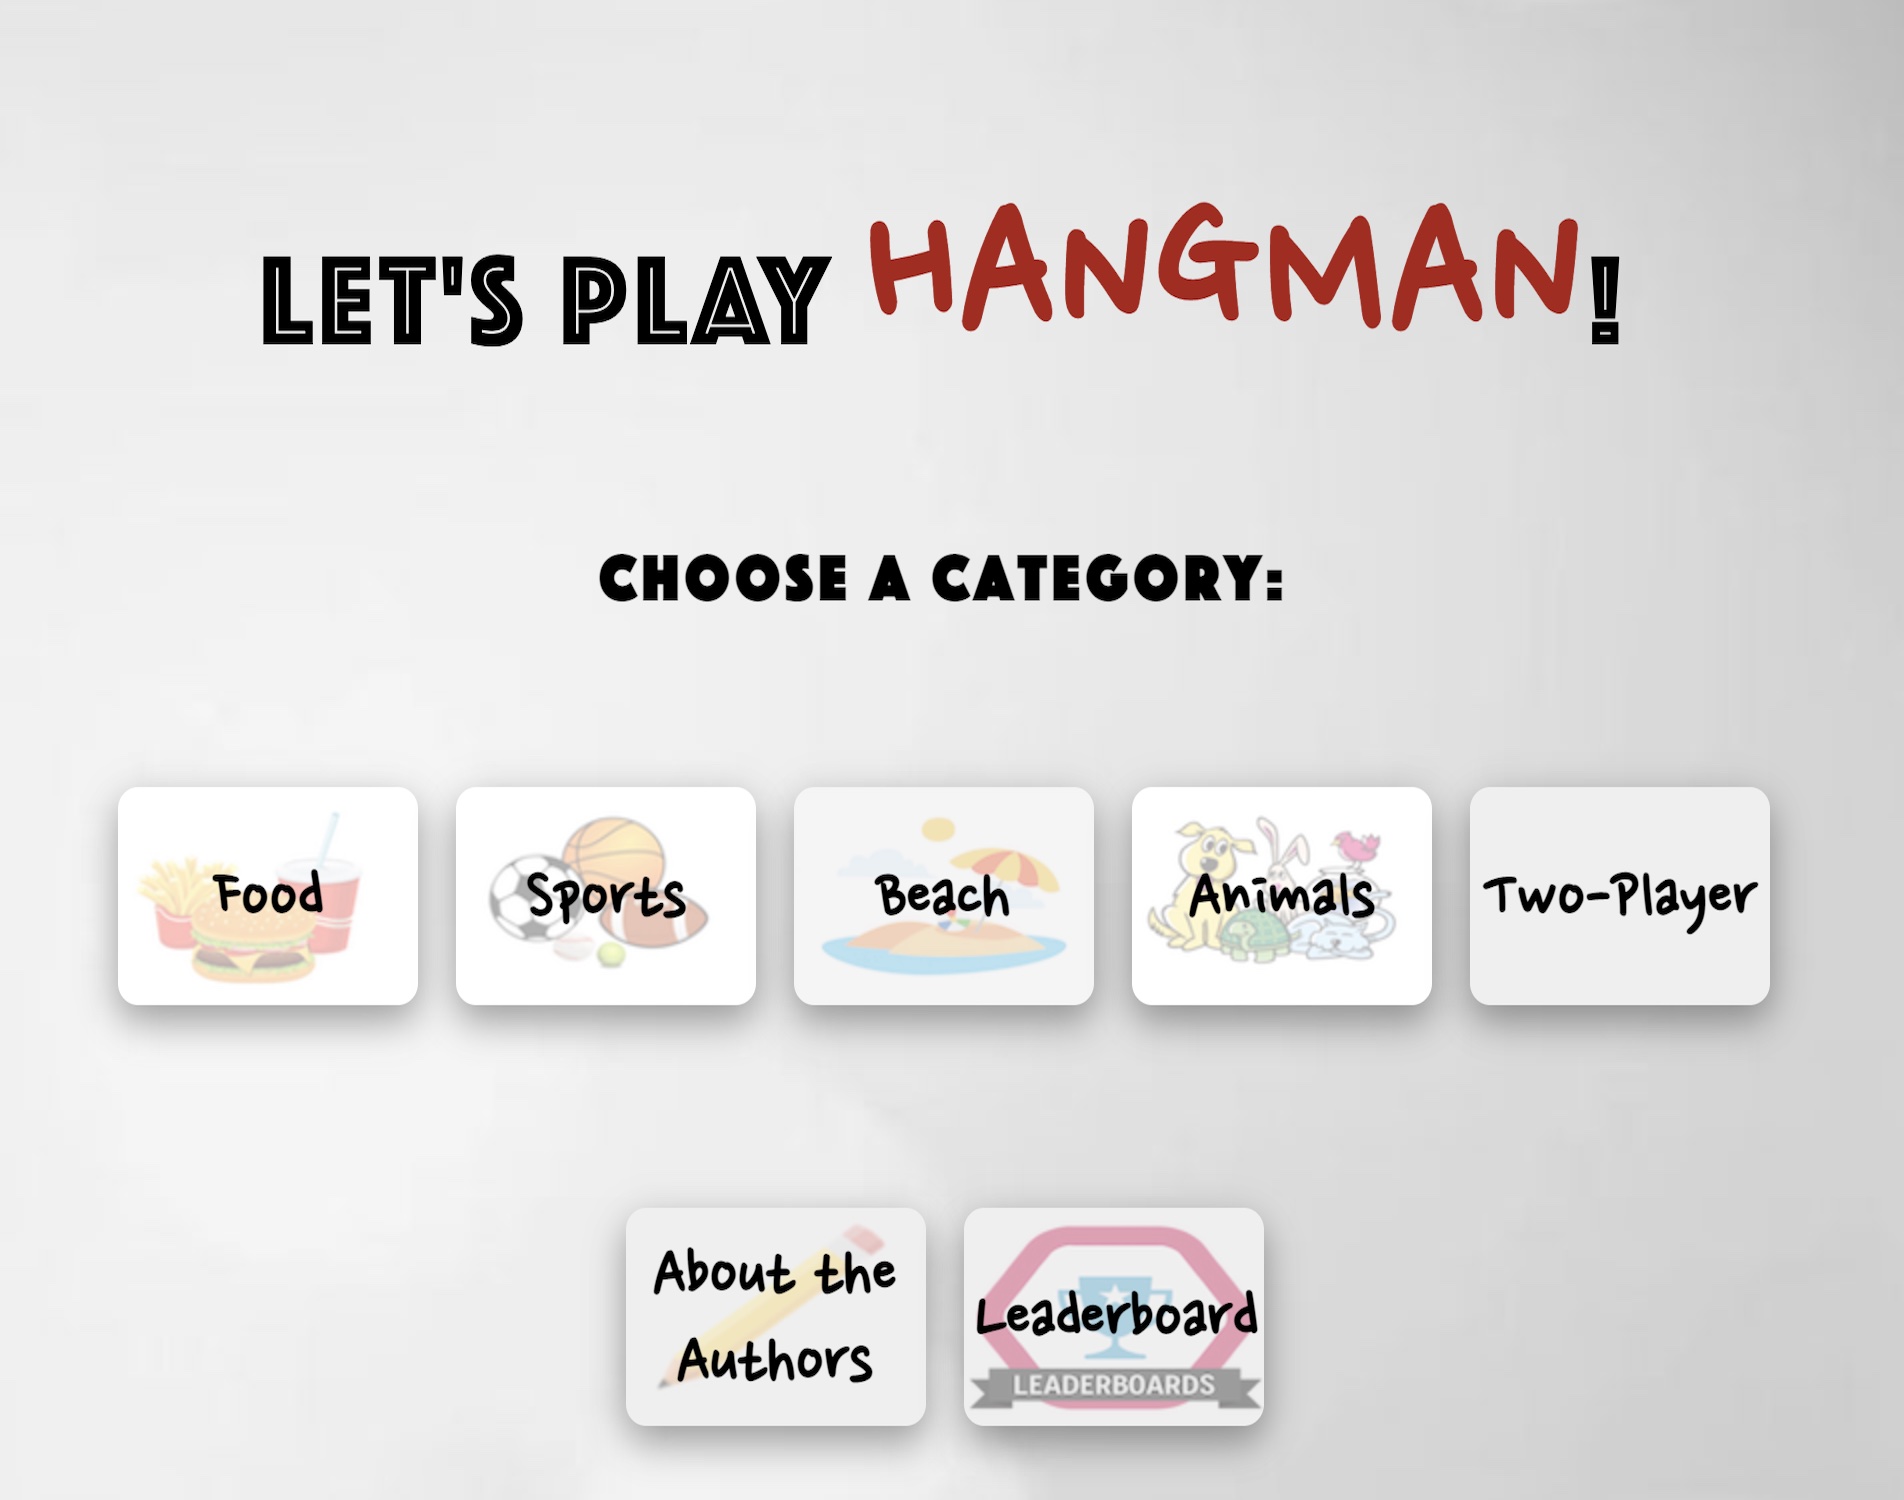 LET'S PLAY HANGMAN!
CHOOSE A CATEGORY:
Food
Sports
Beach
Animals
Two-Player
About the
Authors
Leaderboard
LEADERBOARDS